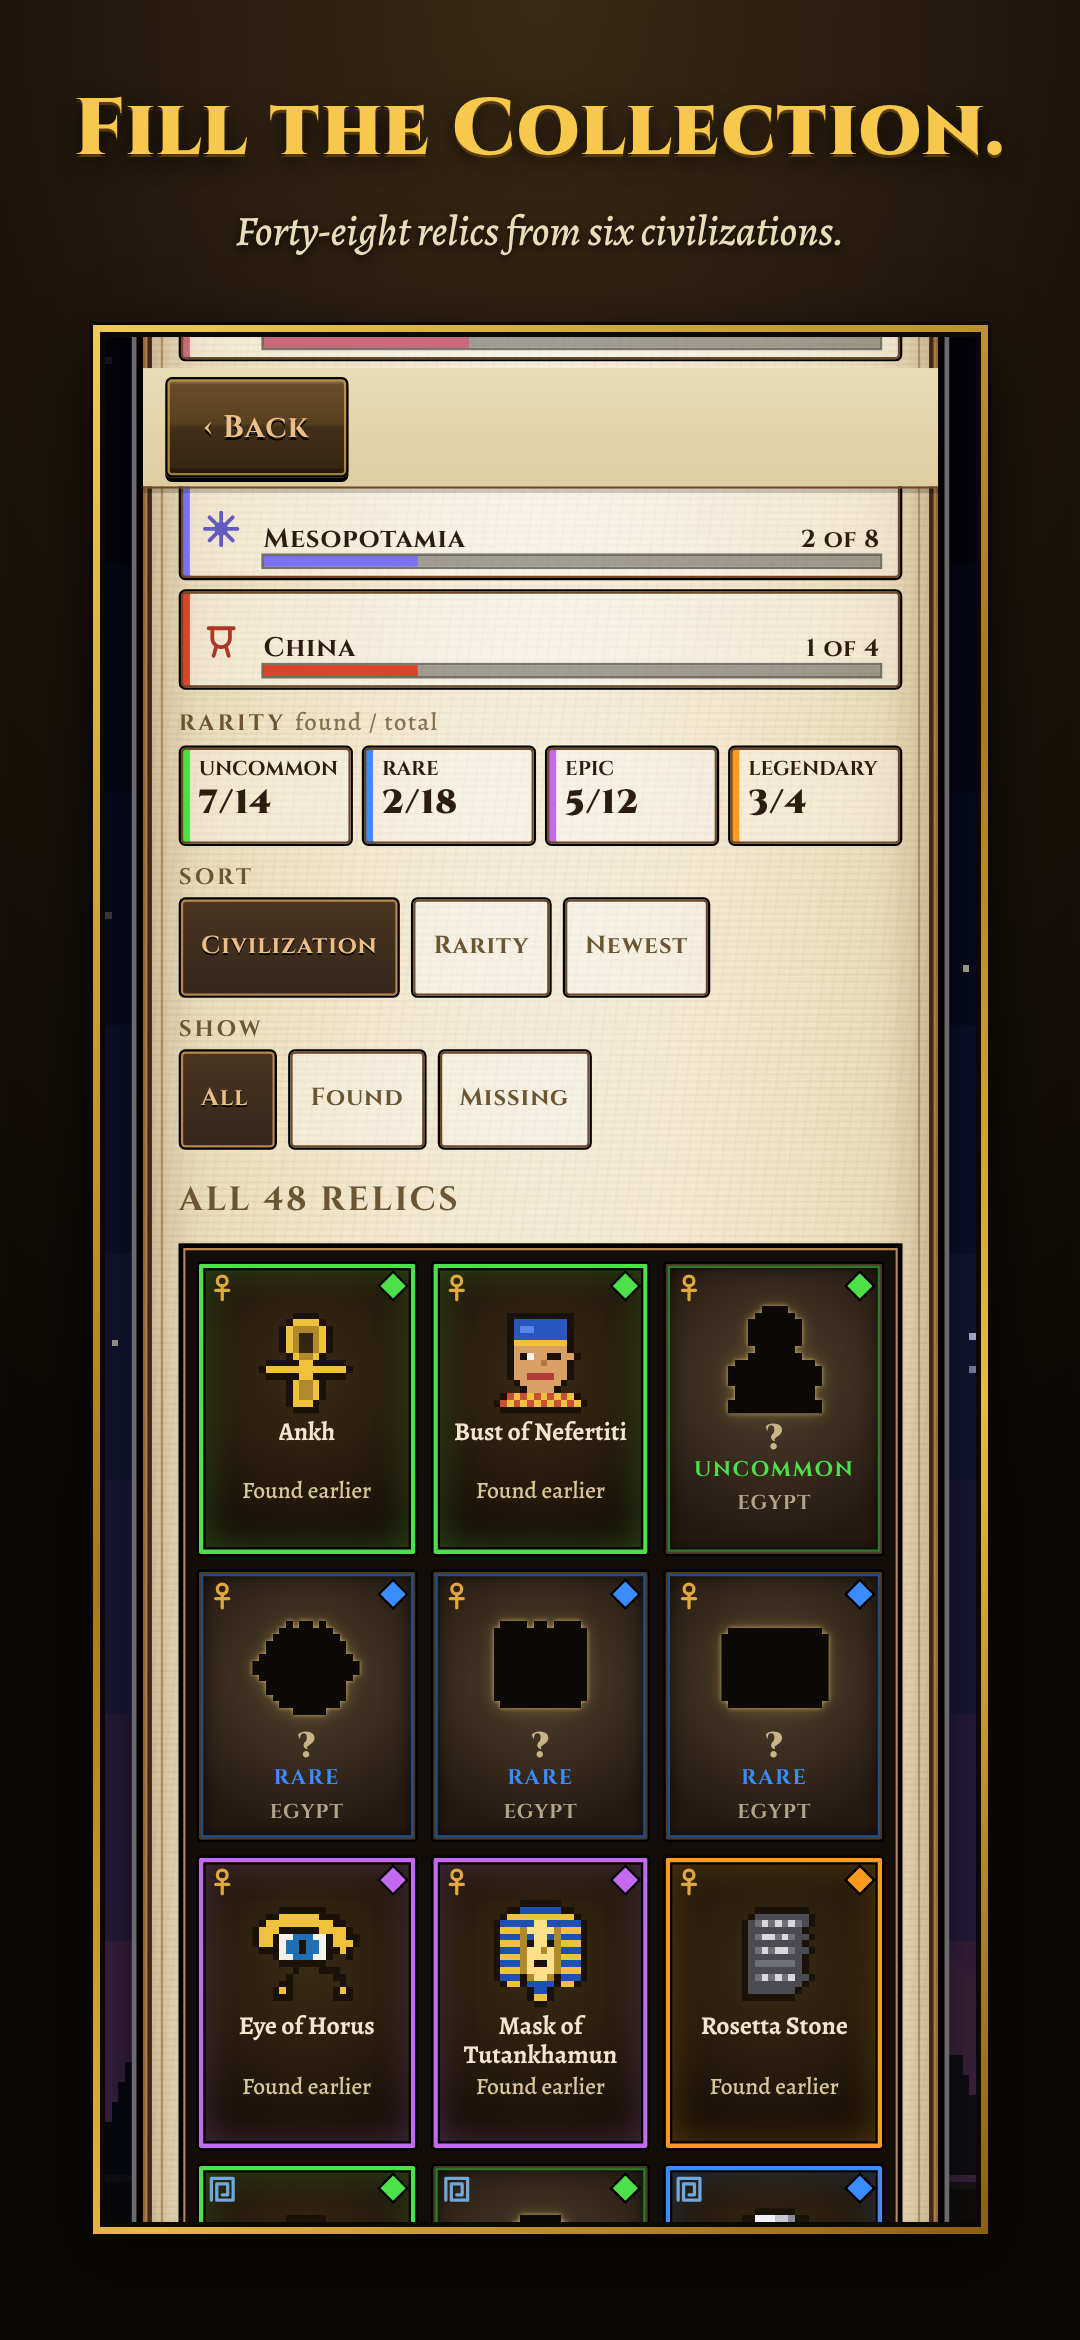 Fill the Collection.
Forty-eight relics from six civilizations.
‹ Back
Mesopotamia 2 of 8
China 1 of 4
RARITY found / total
UNCOMMON RARE EPIC LEGENDARY
7/14 2/18 5/12 3/4
SORT
Civilization Rarity Newest
SHOW
All Found Missing
ALL 48 RELICS
Ankh Bust of Nefertiti ?
UNCOMMON
Found earlier Found earlier EGYPT
? ? ?
RARE RARE RARE
EGYPT EGYPT EGYPT
Eye of Horus Mask of Tutankhamun Rosetta Stone
Found earlier Found earlier Found earlier